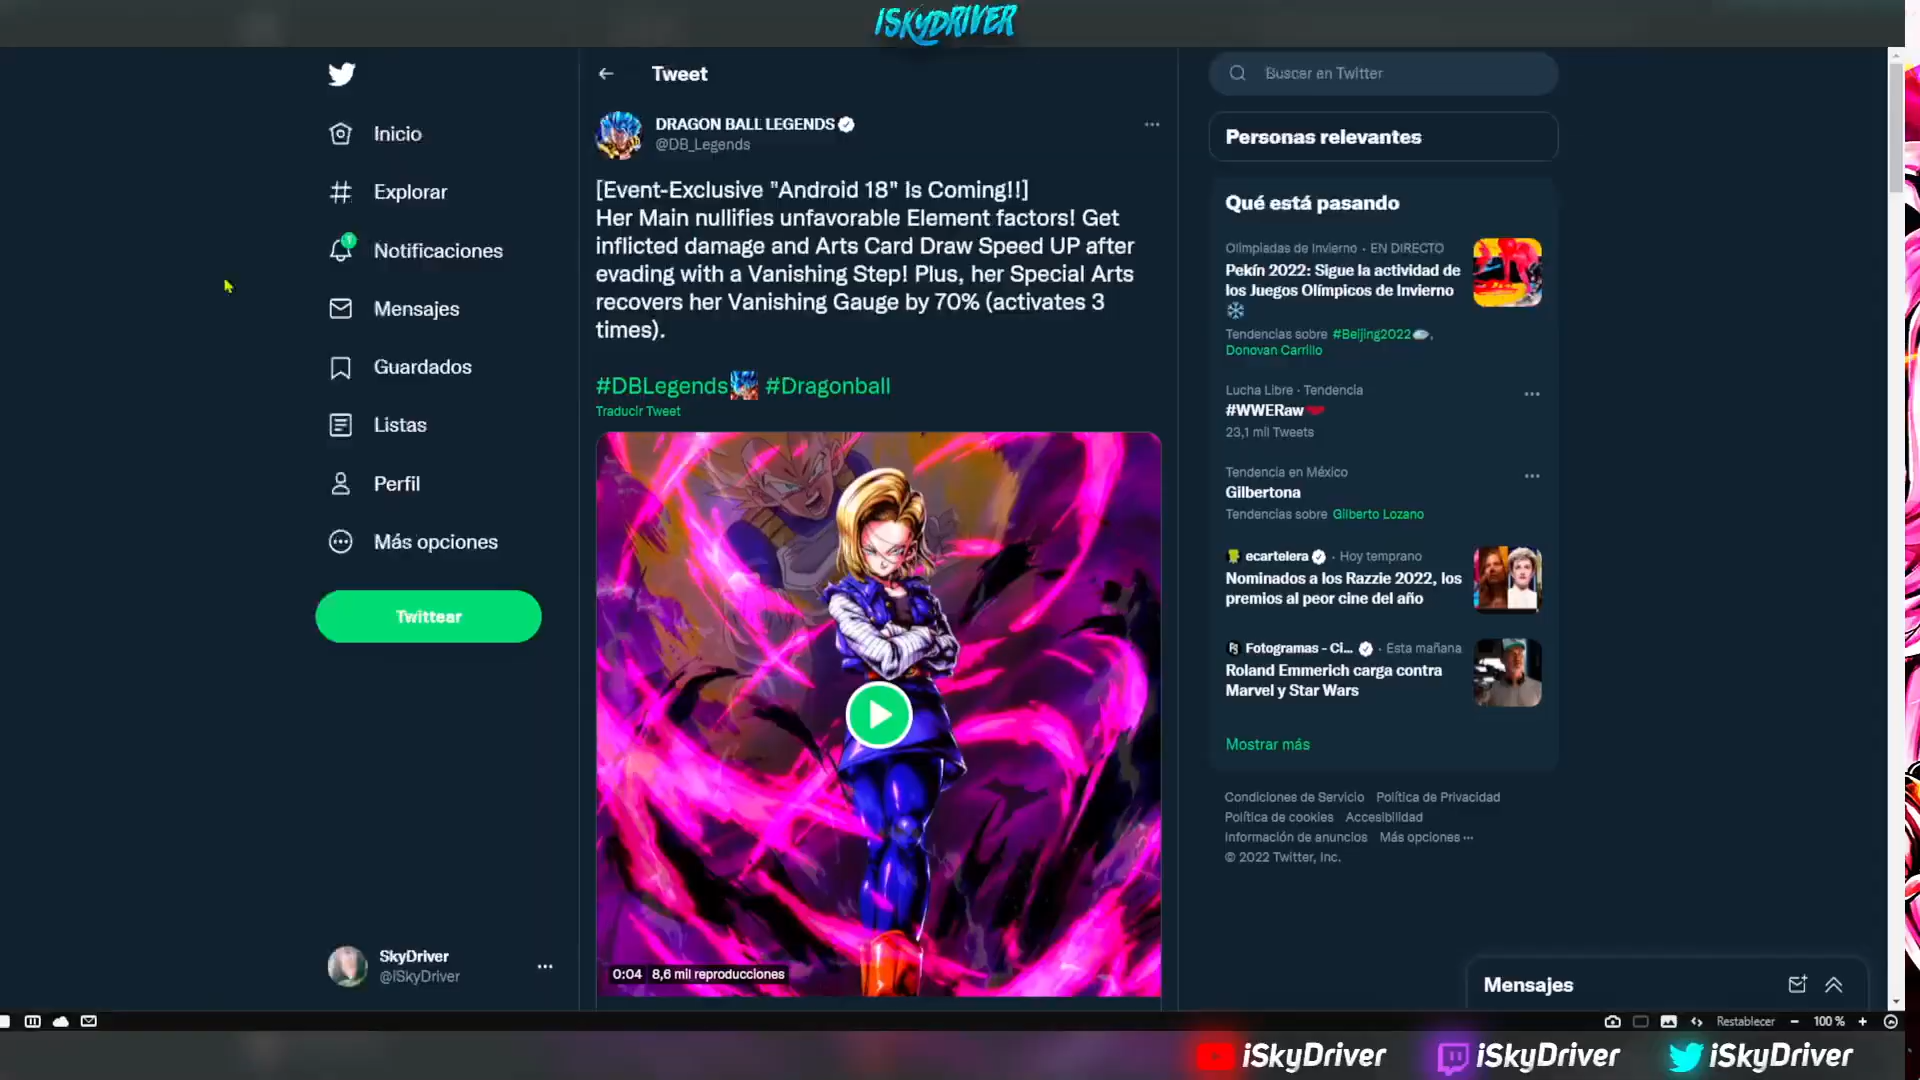 iSKYDRIVER
Inicio
Explorar
1
Notificaciones
Mensajes
Guardados
Listas
Perfil
Más opciones
Twittear
SkyDriver
@iSkyDriver
Tweet
DRAGON BALL LEGENDS
@DB_Legends
[Event-Exclusive "Android 18" Is Coming!!]
Her Main nullifies unfavorable Element factors! Get
inflicted damage and Arts Card Draw Speed UP after
evading with a Vanishing Step! Plus, her Special Arts
recovers her Vanishing Gauge by 70% (activates 3
times).
#DBLegends #Dragonball
Traducir Tweet
0:04 8,6 mil reproducciones
Buscar en Twitter
Personas relevantes
Qué está pasando
Olimpiadas de Invierno · EN DIRECTO
Pekín 2022: Sigue la actividad de
los Juegos Olímpicos de Invierno
Tendencias sobre #Beijing2022,
Donovan Carrillo
Lucha Libre · Tendencia
#WWERaw
23,1 mil Tweets
Tendencia en México
Gilbertona
Tendencias sobre Gilberto Lozano
ecartelera · Hoy temprano
Nominados a los Razzie 2022, los
premios al peor cine del año
Fotogramas - Ci... · Esta mañana
Roland Emmerich carga contra
Marvel y Star Wars
Mostrar más
Condiciones de Servicio Política de Privacidad
Política de cookies Accesibilidad
Información de anuncios Más opciones ···
© 2022 Twitter, Inc.
Mensajes
Restablecer − 100 % +
iSkyDriver iSkyDriver iSkyDriver